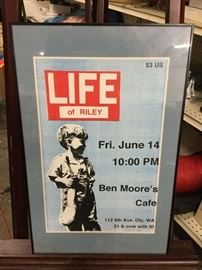 $3 US
LIFE
of RILEY
Fri. June 14
10:00 PM
Ben Moore's
Cafe
112 4th Ave. Oly, WA
21 & over with ID